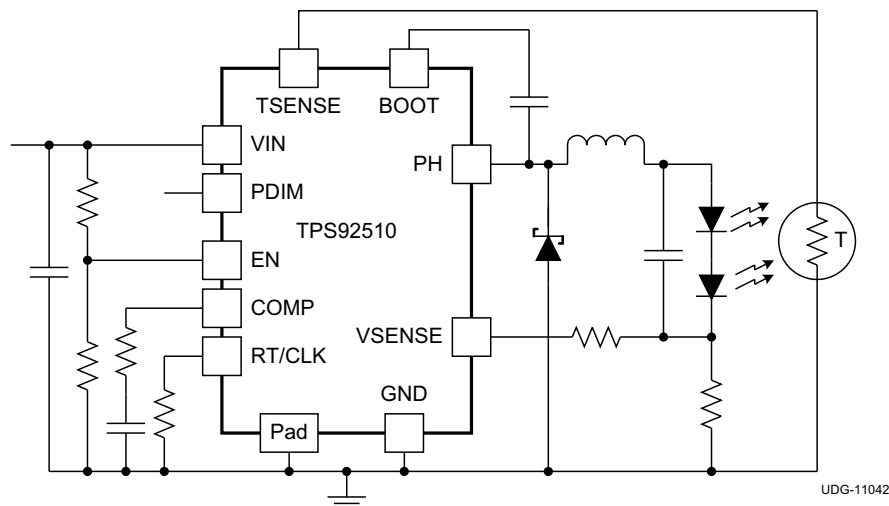 TSENSE
BOOT
VIN
PH
PDIM
TPS92510
T
EN
COMP
VSENSE
RT/CLK
GND
Pad
UDG-11042